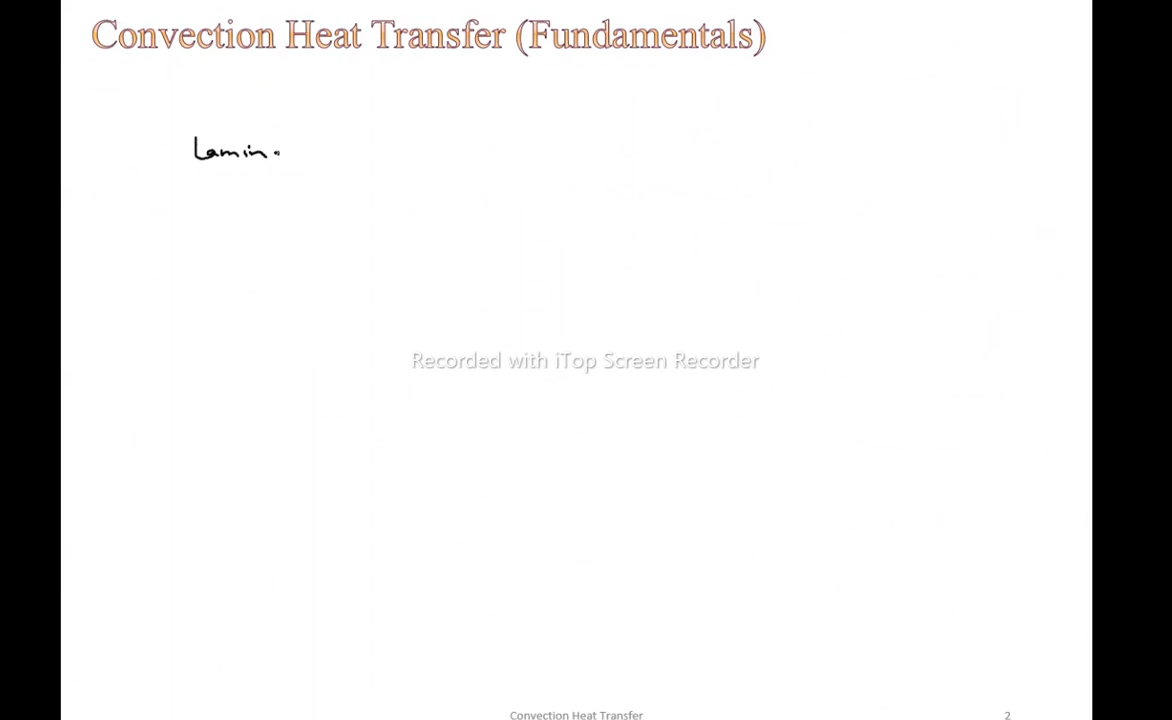 Convection Heat Transfer (Fundamentals)
Lamin
Recorded with iTop Screen Recorder
Convection Heat Transfer
2